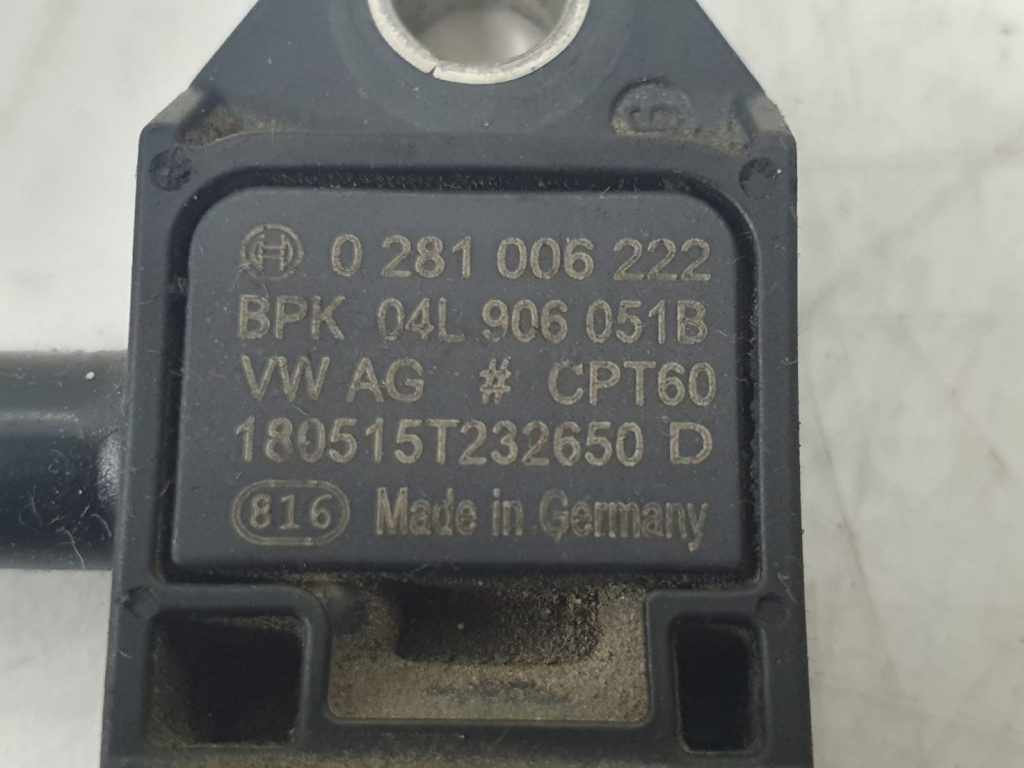 0 281 006 222
BPK 04L 906 051B
VW AG # CPT60
180515T232650 D
816 Made in Germany